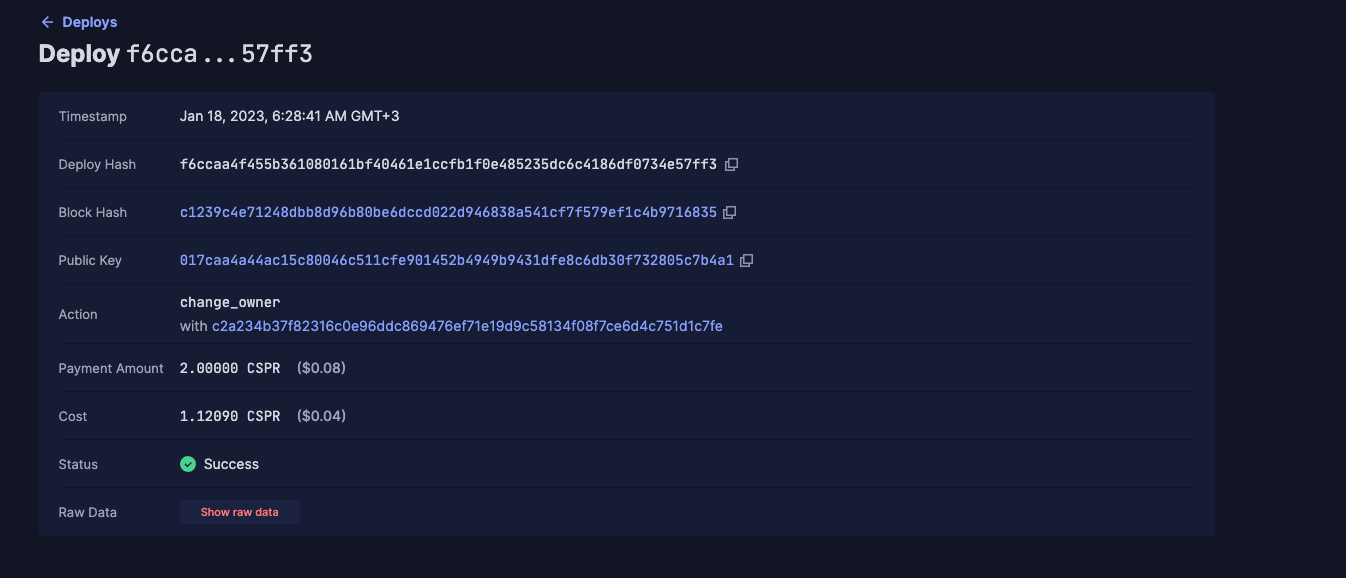 ← Deploys
Deploy f6cca...57ff3
Timestamp Jan 18, 2023, 6:28:41 AM GMT+3
Deploy Hash f6ccaa4f455b361080161bf40461e1ccfb1f0e485235dc6c4186df0734e57ff3
Block Hash c1239c4e71248dbb8d96b80be6dccd022d946838a541cf7f579ef1c4b9716835
Public Key 017caa4a44ac15c80046c511cfe901452b4949b9431dfe8c6db30f732805c7b4a1
Action change_owner
with c2a234b37f82316c0e96ddc869476ef71e19d9c58134f08f7ce6d4c751d1c7fe
Payment Amount 2.00000 CSPR ($0.08)
Cost 1.12090 CSPR ($0.04)
Status Success
Raw Data Show raw data